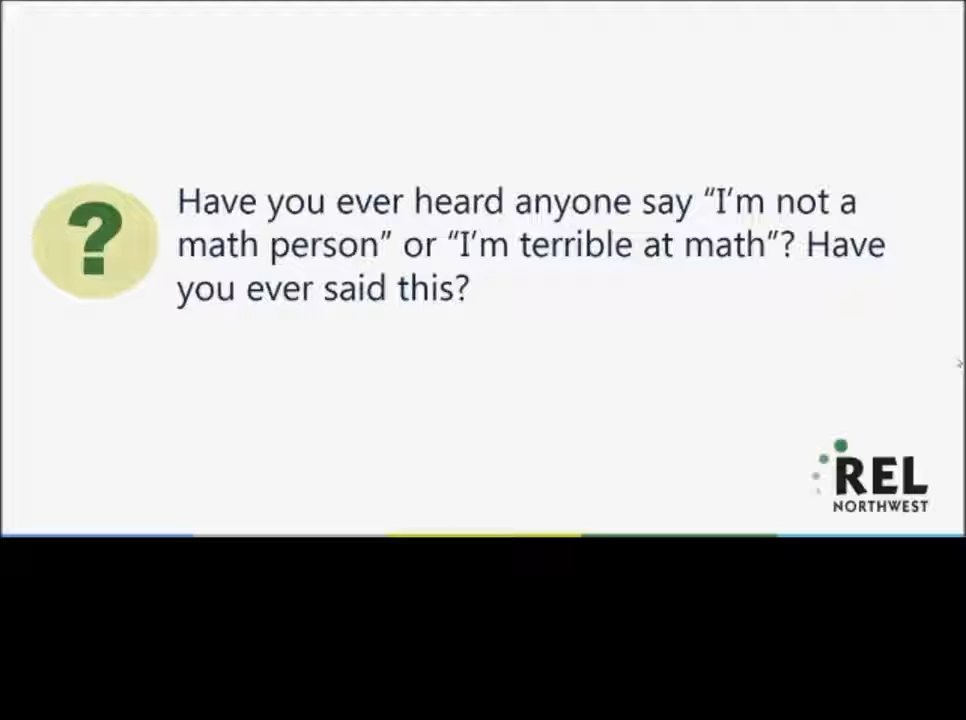 ?
Have you ever heard anyone say “I’m not a
math person” or “I’m terrible at math”? Have
you ever said this?
REL
NORTHWEST